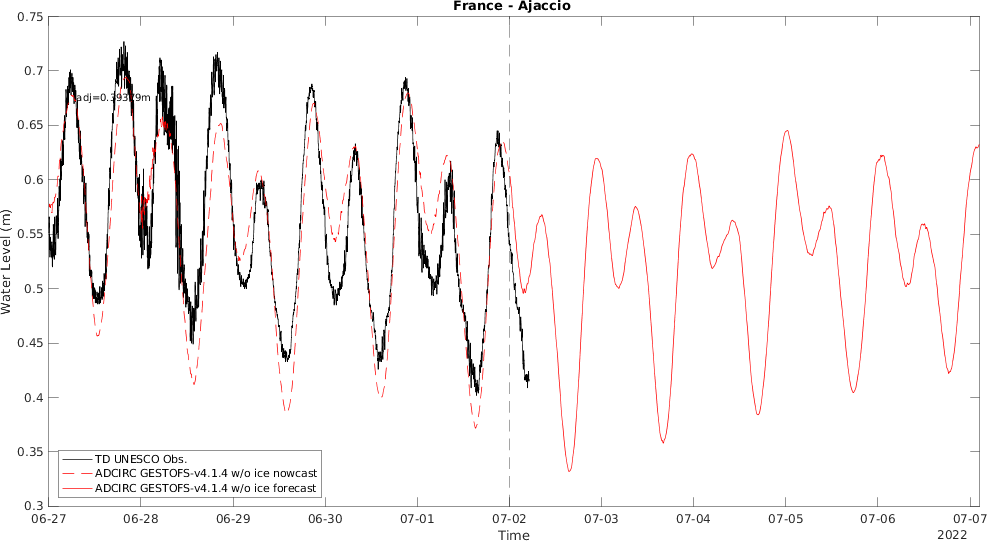 France - Ajaccio
0.75
0.7
0.65
0.6
0.55
0.5
0.45
0.4
0.35
0.3
Water Level (m)
adj=0.39379m
TD UNESCO Obs.
ADCIRC GESTOFS-v4.1.4 w/o ice nowcast
ADCIRC GESTOFS-v4.1.4 w/o ice forecast
06-27 06-28 06-29 06-30 07-01 07-02 07-03 07-04 07-05 07-06 07-07
Time
2022